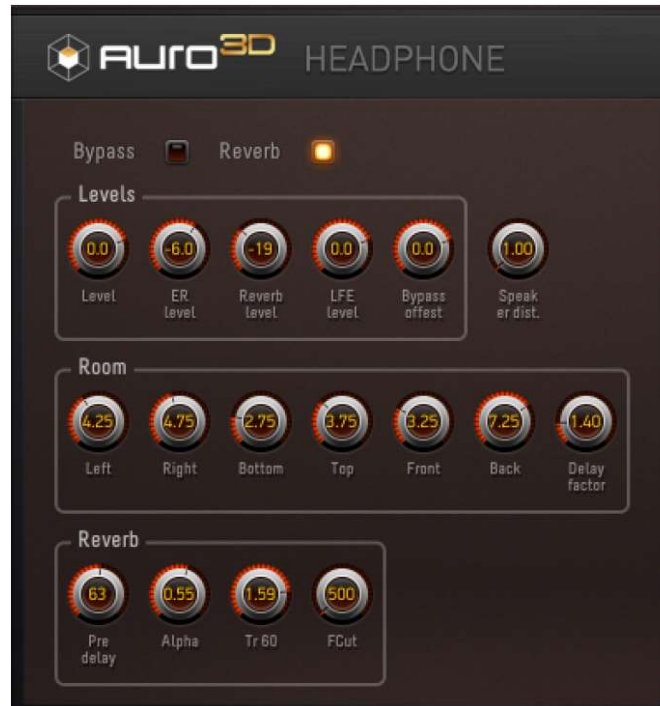 AURO3D HEADPHONE
Bypass Reverb
Levels
0.0 -6.0 -19 0.0 0.0 1.00
Level ER level Reverb level LFE level Bypass offest Speak er dist.
Room
4.25 4.75 2.75 3.75 3.25 7.25 1.40
Left Right Bottom Top Front Back Delay factor
Reverb
63 0.55 1.59 500
Pre delay Alpha Tr 60 FCut